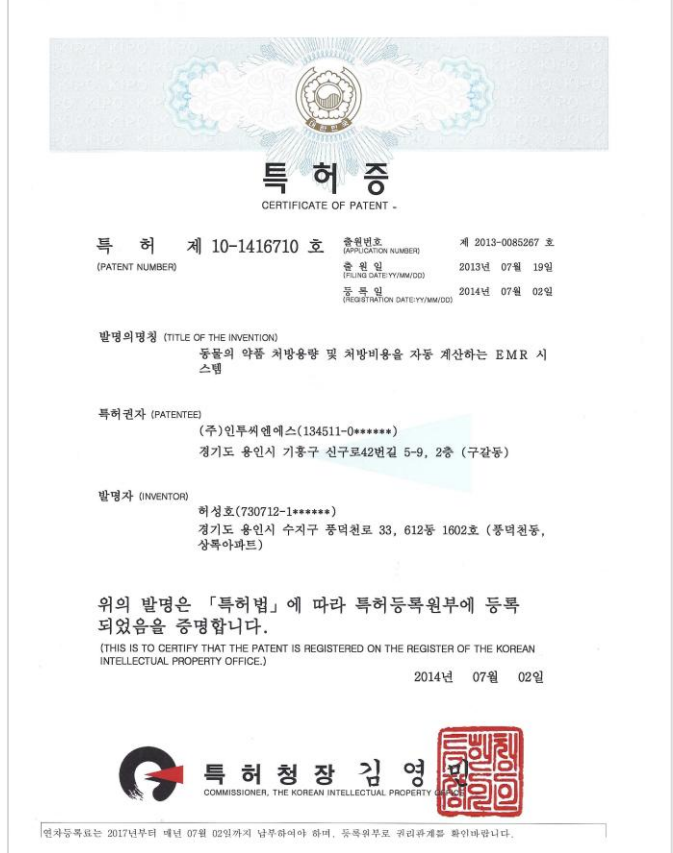 대한민국
특허증
CERTIFICATE OF PATENT
특 허 제 10-1416710 호
(PATENT NUMBER)
출원번호 제 2013-0085267 호
(APPLICATION NUMBER)
출원일 2013년 07월 19일
(FILING DATE:YY/MM/DD)
등록일 2014년 07월 02일
(REGISTRATION DATE:YY/MM/DD)
발명의명칭 (TITLE OF THE INVENTION)
동물의 약품 처방용량 및 처방비용을 자동 계산하는 EMR 시
스템
특허권자 (PATENTEE)
(주)인투씨엔에스(134511-0******)
경기도 용인시 기흥구 신구로42번길 5-9, 2층 (구갈동)
발명자 (INVENTOR)
허성호(730712-1******)
경기도 용인시 수지구 풍덕천로 33, 612동 1602호 (풍덕천동,
상록아파트)
위의 발명은 「특허법」에 따라 특허등록원부에 등록
되었음을 증명합니다.
(THIS IS TO CERTIFY THAT THE PATENT IS REGISTERED ON THE REGISTER OF THE KOREAN
INTELLECTUAL PROPERTY OFFICE.)
2014년 07월 02일
특허청장 김영민
COMMISSIONER, THE KOREAN INTELLECTUAL PROPERTY OFFICE
연차등록료는 2017년부터 매년 07월 02일까지 납부하여야 하며, 등록원부로 권리관계를 확인바랍니다.